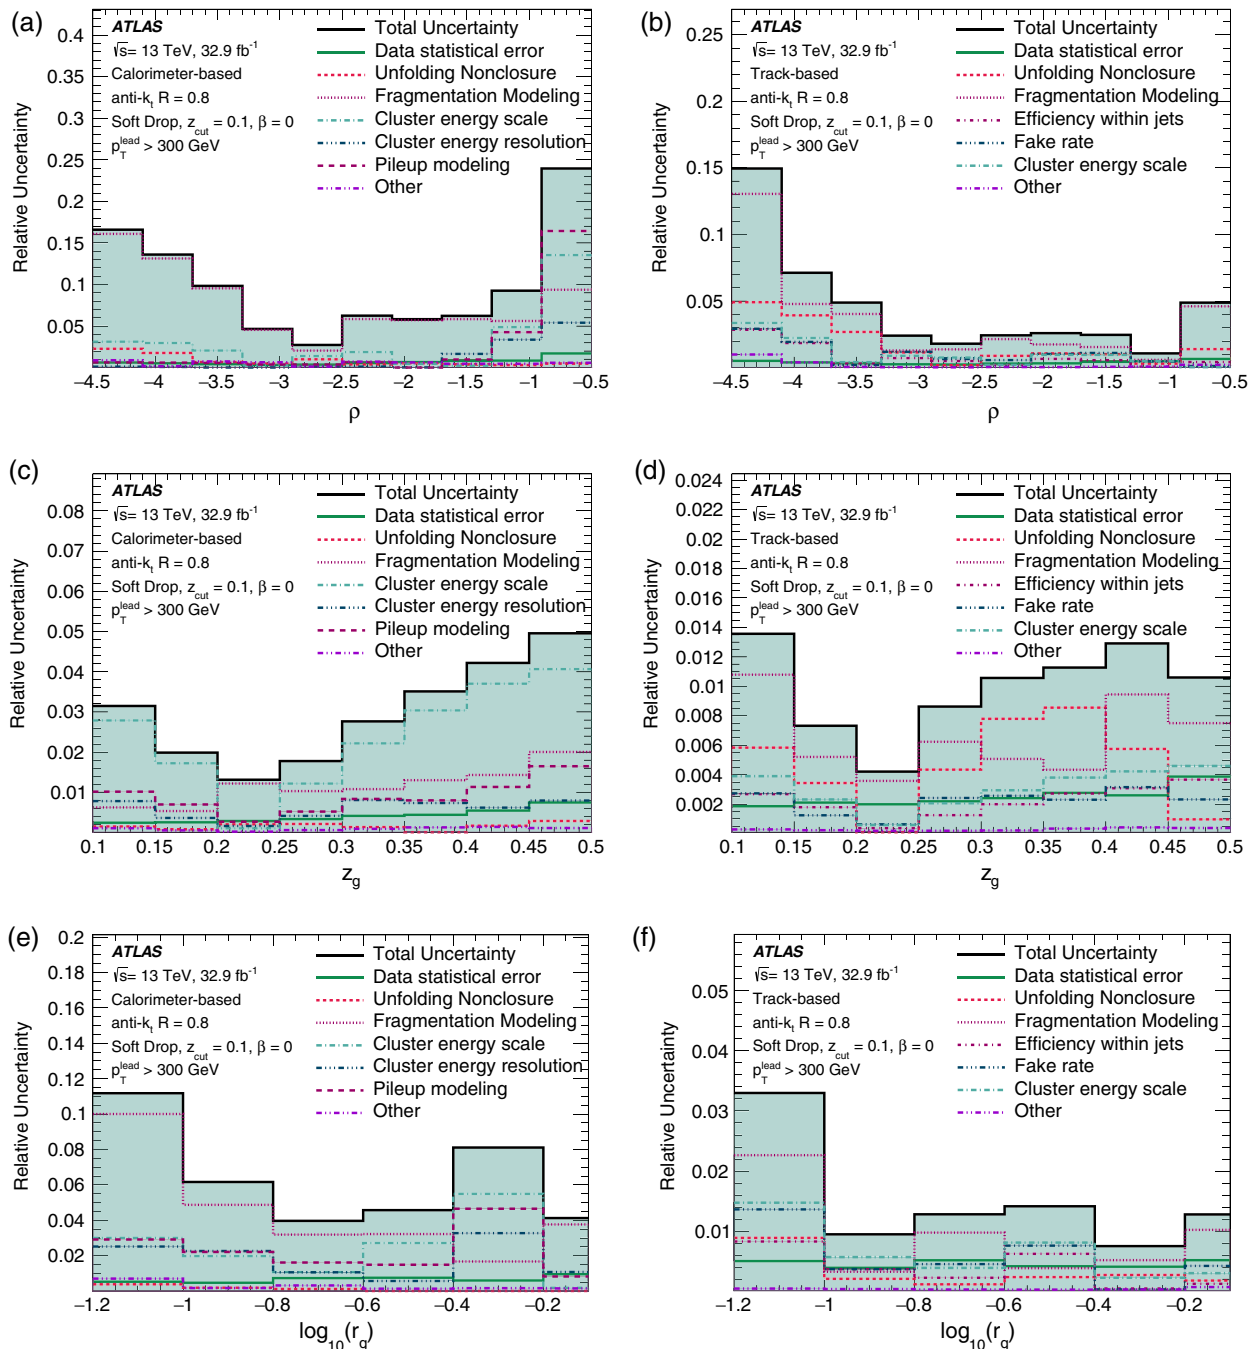 (a)
ATLAS
√s= 13 TeV, 32.9 fb⁻¹
Calorimeter-based
anti-kₜ R = 0.8
Soft Drop, z_cut = 0.1, β = 0
p_T^lead > 300 GeV
Total Uncertainty
Data statistical error
Unfolding Nonclosure
Fragmentation Modeling
Cluster energy scale
Cluster energy resolution
Pileup modeling
Other
Relative Uncertainty
0.4
0.35
0.3
0.25
0.2
0.15
0.1
0.05
−4.5 −4 −3.5 −3 −2.5 −2 −1.5 −1 −0.5
ρ
(b)
ATLAS
√s= 13 TeV, 32.9 fb⁻¹
Track-based
anti-kₜ R = 0.8
Soft Drop, z_cut = 0.1, β = 0
p_T^lead > 300 GeV
Total Uncertainty
Data statistical error
Unfolding Nonclosure
Fragmentation Modeling
Efficiency within jets
Fake rate
Cluster energy scale
Other
Relative Uncertainty
0.25
0.2
0.15
0.1
0.05
−4.5 −4 −3.5 −3 −2.5 −2 −1.5 −1 −0.5
ρ
(c)
ATLAS
√s= 13 TeV, 32.9 fb⁻¹
Calorimeter-based
anti-kₜ R = 0.8
Soft Drop, z_cut = 0.1, β = 0
p_T^lead > 300 GeV
Total Uncertainty
Data statistical error
Unfolding Nonclosure
Fragmentation Modeling
Cluster energy scale
Cluster energy resolution
Pileup modeling
Other
Relative Uncertainty
0.08
0.07
0.06
0.05
0.04
0.03
0.02
0.01
0.1 0.15 0.2 0.25 0.3 0.35 0.4 0.45 0.5
z_g
(d)
ATLAS
√s= 13 TeV, 32.9 fb⁻¹
Track-based
anti-kₜ R = 0.8
Soft Drop, z_cut = 0.1, β = 0
p_T^lead > 300 GeV
Total Uncertainty
Data statistical error
Unfolding Nonclosure
Fragmentation Modeling
Efficiency within jets
Fake rate
Cluster energy scale
Other
Relative Uncertainty
0.024
0.022
0.02
0.018
0.016
0.014
0.012
0.01
0.008
0.006
0.004
0.002
0.1 0.15 0.2 0.25 0.3 0.35 0.4 0.45 0.5
z_g
(e)
ATLAS
√s= 13 TeV, 32.9 fb⁻¹
Calorimeter-based
anti-kₜ R = 0.8
Soft Drop, z_cut = 0.1, β = 0
p_T^lead > 300 GeV
Total Uncertainty
Data statistical error
Unfolding Nonclosure
Fragmentation Modeling
Cluster energy scale
Cluster energy resolution
Pileup modeling
Other
Relative Uncertainty
0.2
0.18
0.16
0.14
0.12
0.1
0.08
0.06
0.04
0.02
−1.2 −1 −0.8 −0.6 −0.4 −0.2
log₁₀(r_g)
(f)
ATLAS
√s= 13 TeV, 32.9 fb⁻¹
Track-based
anti-kₜ R = 0.8
Soft Drop, z_cut = 0.1, β = 0
p_T^lead > 300 GeV
Total Uncertainty
Data statistical error
Unfolding Nonclosure
Fragmentation Modeling
Efficiency within jets
Fake rate
Cluster energy scale
Other
Relative Uncertainty
0.05
0.04
0.03
0.02
0.01
−1.2 −1 −0.8 −0.6 −0.4 −0.2
log₁₀(r_g)